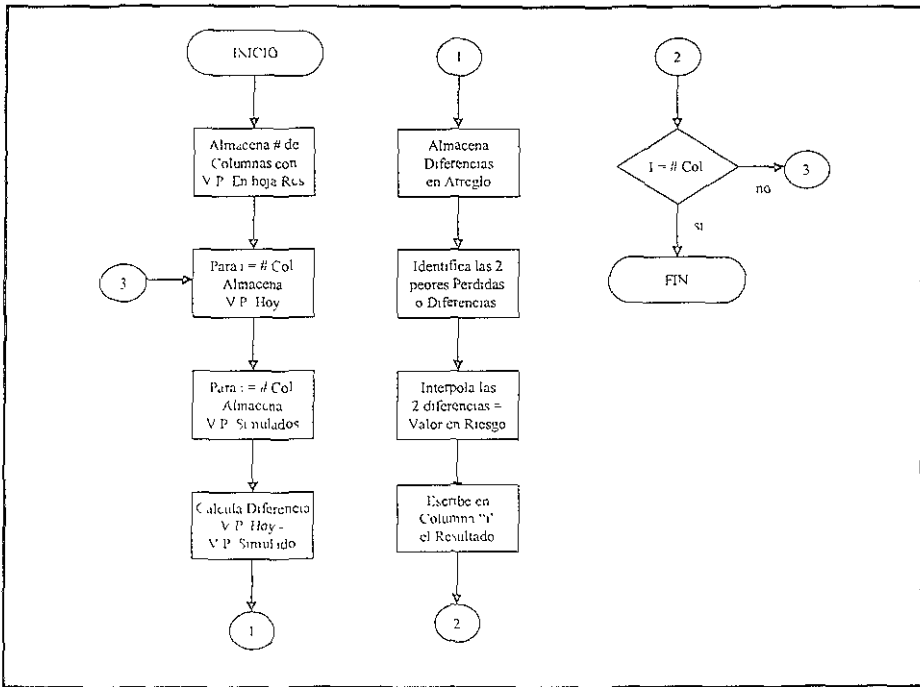 INICIO
Almacena # de
Columnas con
V P En hoja Res
3
Para i = # Col
Almacena
V P Hoy
Para i = # Col
Almacena
V P Simulados
Calcula Diferencia
V P Hoy -
V P Simulado
1
1
Almacena
Diferencias
en Arreglo
Identifica las 2
peores Perdidas
o Diferencias
Interpola las
2 diferencias =
Valor en Riesgo
Escribe en
Columna "i"
el Resultado
2
2
I = # Col
no
3
SI
FIN